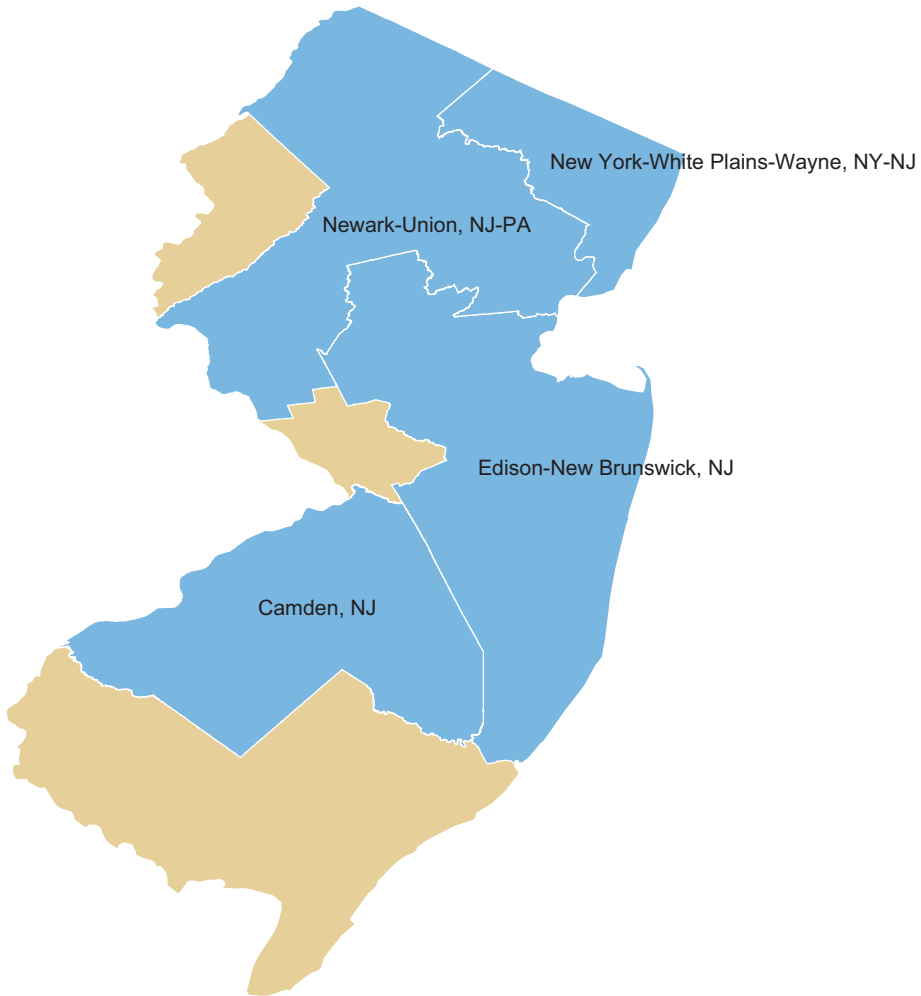 New York-White Plains-Wayne, NY-NJ
Newark-Union, NJ-PA
Edison-New Brunswick, NJ
Camden, NJ